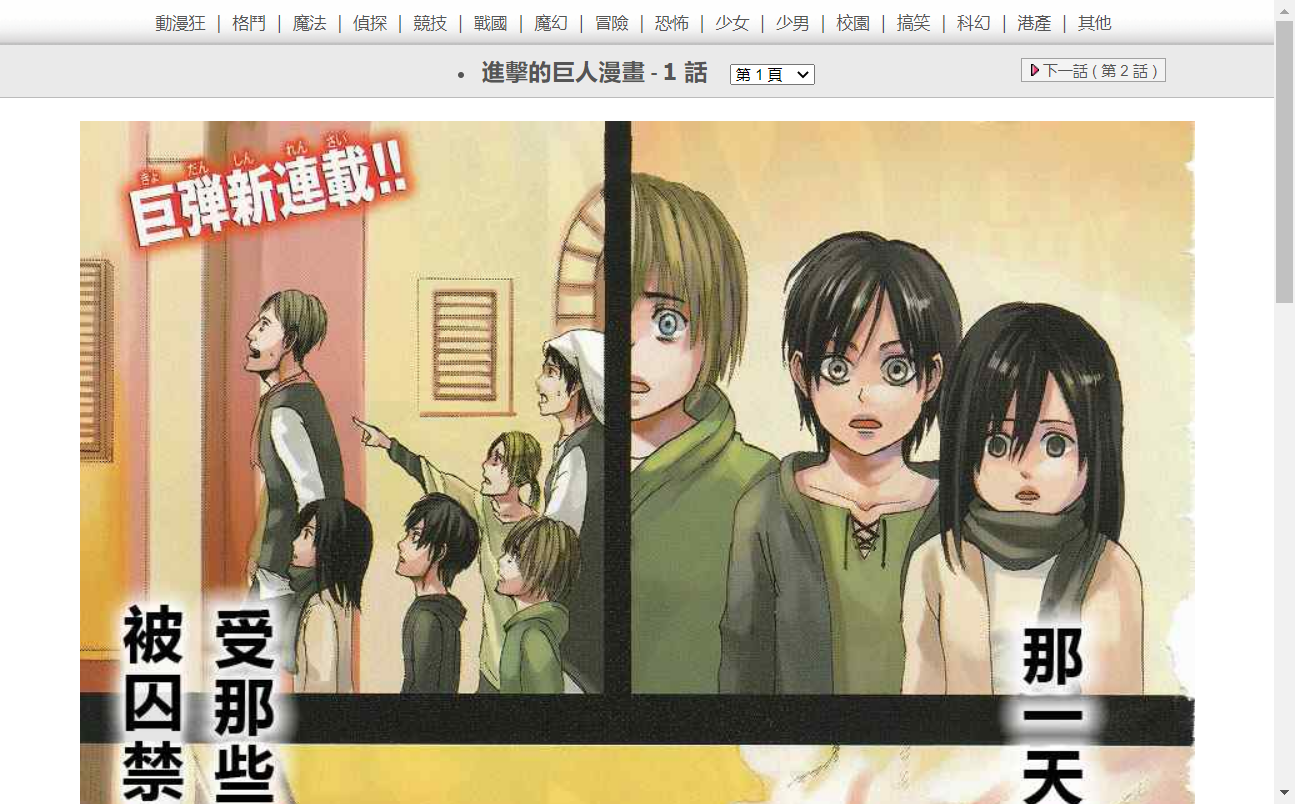 動漫狂 | 格鬥 | 魔法 | 偵探 | 競技 | 戰國 | 魔幻 | 冒險 | 恐怖 | 少女 | 少男 | 校園 | 搞笑 | 科幻 | 港產 | 其他
• 進擊的巨人漫畫 - 1 話 第 1 頁
下一話 ( 第 2 話 )
きょ だん しん れん さい
巨弾新連載!!
那一天
受那些
被囚禁